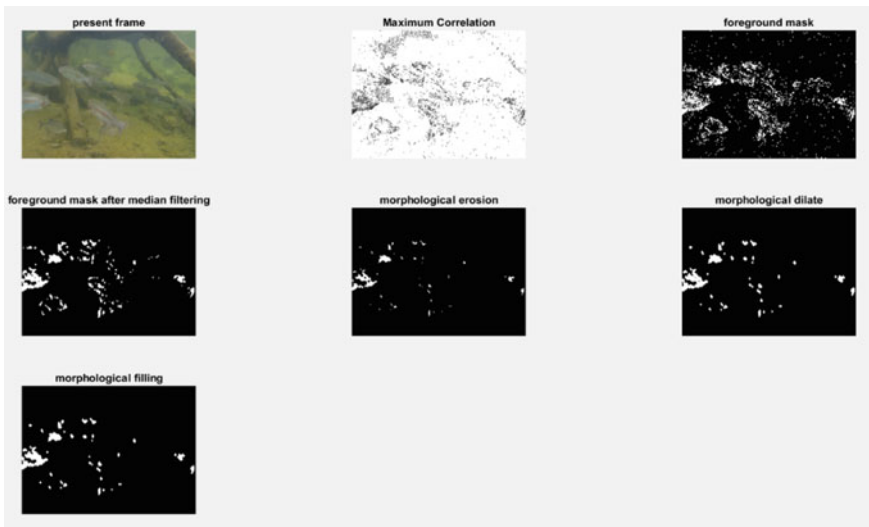 present frame
Maximum Correlation
foreground mask
foreground mask after median filtering
morphological erosion
morphological dilate
morphological filling